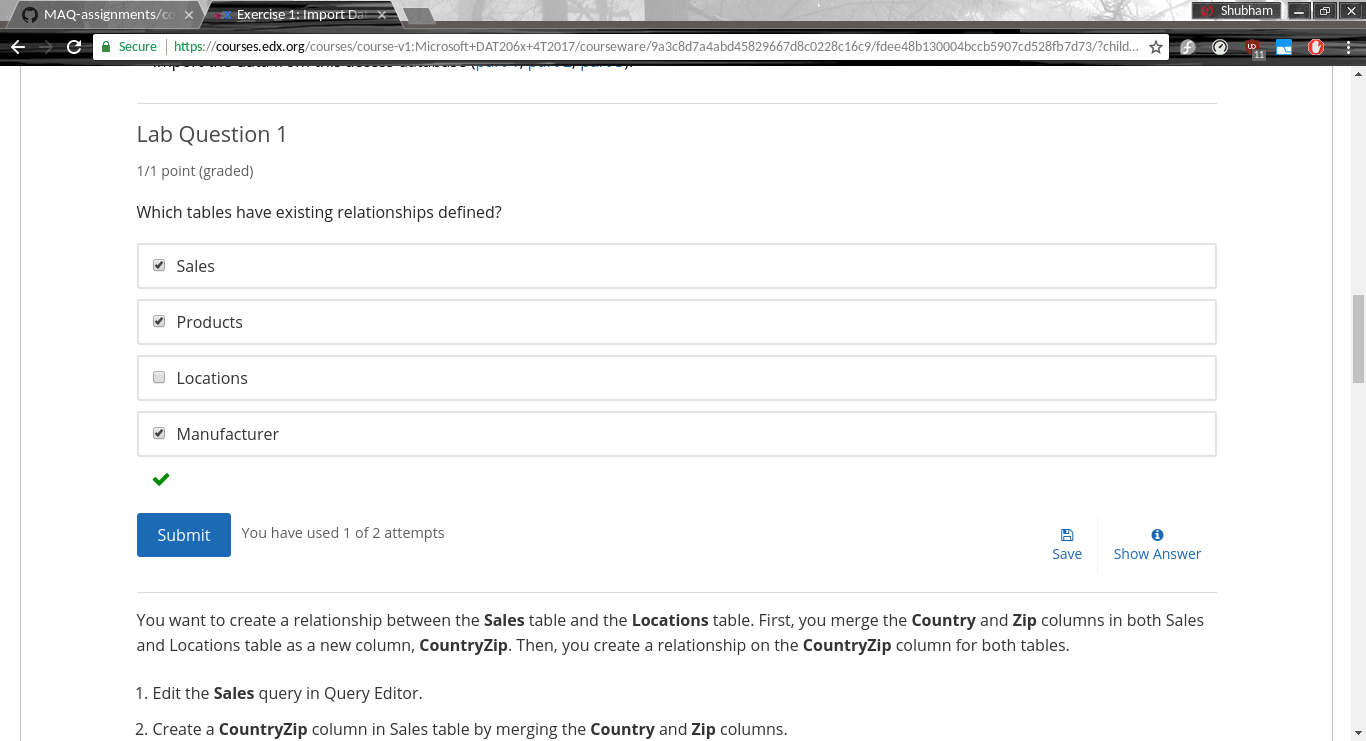 MAQ-assignments/co
Exercise 1: Import Dat
Shubham
Secure
https://courses.edx.org/courses/course-v1:Microsoft+DAT206x+4T2017/courseware/9a3c8d7a4abd45829667d8c0228c16c9/fdee48b130004bccb5907cd528fb7d73/?child...
11
Lab Question 1
1/1 point (graded)
Which tables have existing relationships defined?
Sales
Products
Locations
Manufacturer
Submit
You have used 1 of 2 attempts
Save
Show Answer
You want to create a relationship between the Sales table and the Locations table. First, you merge the Country and Zip columns in both Sales
and Locations table as a new column, CountryZip. Then, you create a relationship on the CountryZip column for both tables.
1. Edit the Sales query in Query Editor.
2. Create a CountryZip column in Sales table by merging the Country and Zip columns.